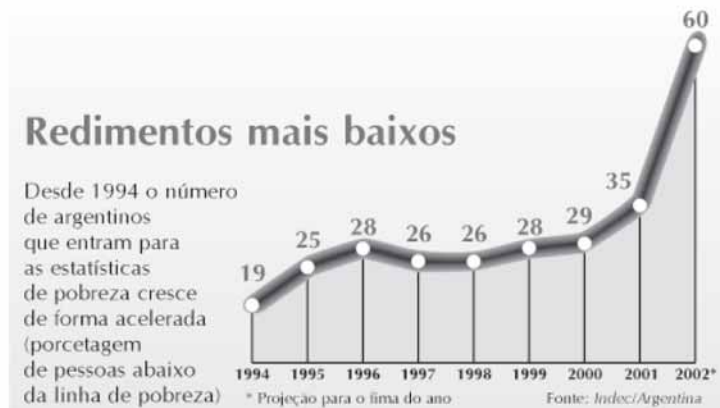 Redimentos mais baixos
Desde 1994 o número
de argentinos
que entram para
as estatísticas
de pobreza cresce
de forma acelerada
(porcetagem
de pessoas abaixo
da linha de pobreza)
19
25
28
26
26
28
29
35
60
1994 1995 1996 1997 1998 1999 2000 2001 2002*
* Projeção para o fima do ano
Fonte: Indec/Argentina